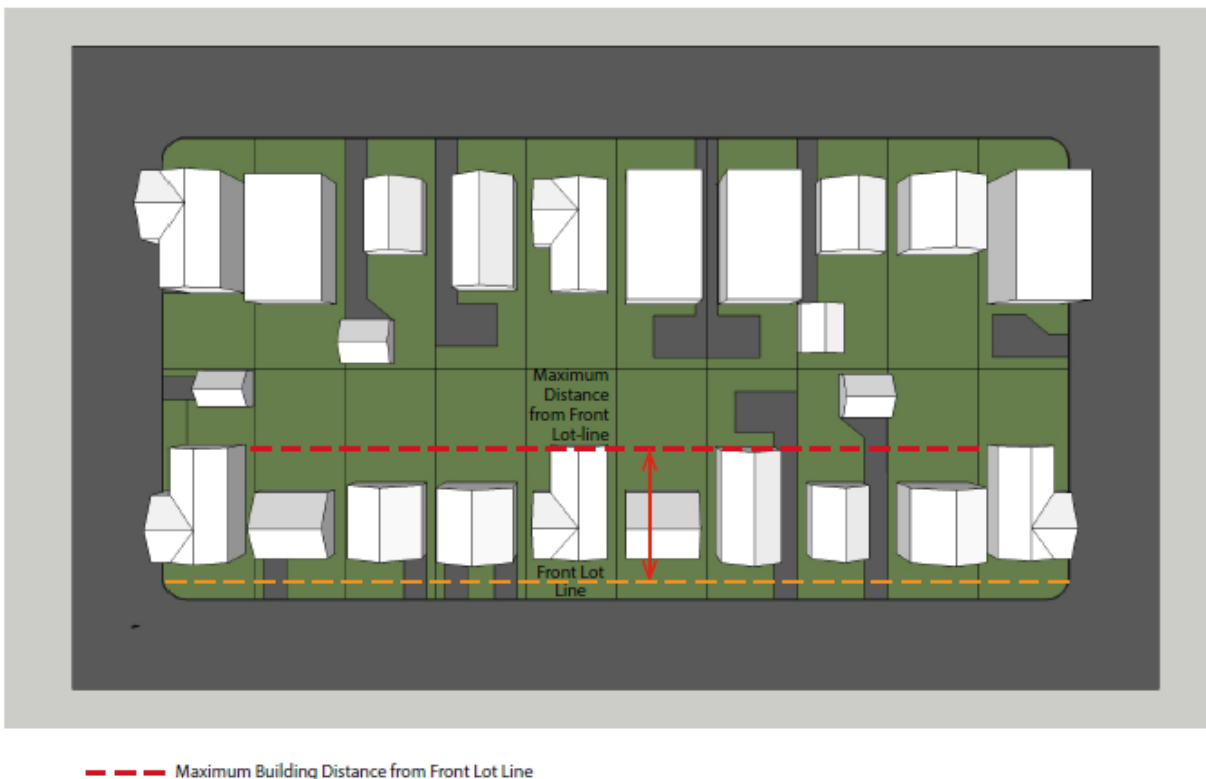 Maximum
Distance
from Front
Lot-line
Front Lot
Line
Maximum Building Distance from Front Lot Line